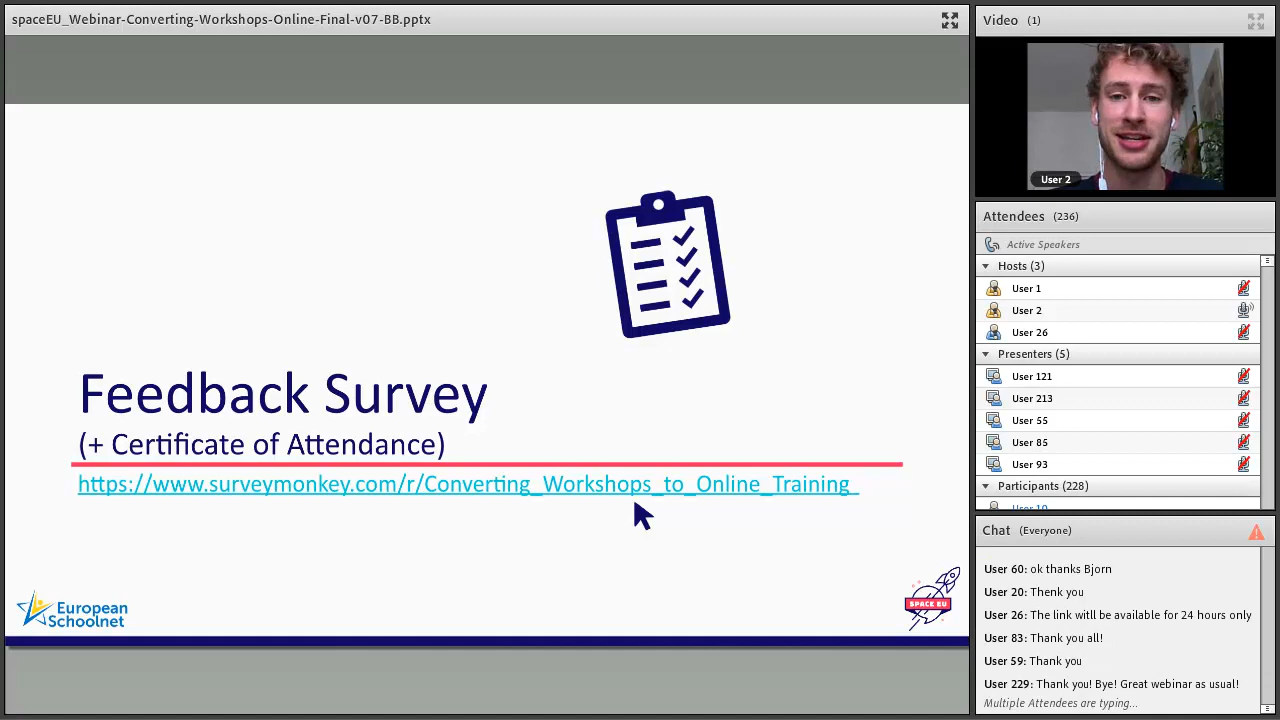 spaceEU_Webinar-Converting-Workshops-Online-Final-v07-BB.pptx
Feedback Survey
(+ Certificate of Attendance)
https://www.surveymonkey.com/r/Converting_Workshops_to_Online_Training_
European
Schoolnet
SPACE EU
Video (1)
User 2
Attendees (236)
Active Speakers
Hosts (3)
User 1
User 2
User 26
Presenters (5)
User 121
User 213
User 55
User 85
User 93
Participants (228)
User 10
Chat (Everyone)
User 60: ok thanks Bjorn
User 20: Thenk you
User 26: The link witll be available for 24 hours only
User 83: Thank you all!
User 59: Thank you
User 229: Thank you! Bye! Great webinar as usual!
Multiple Attendees are typing...